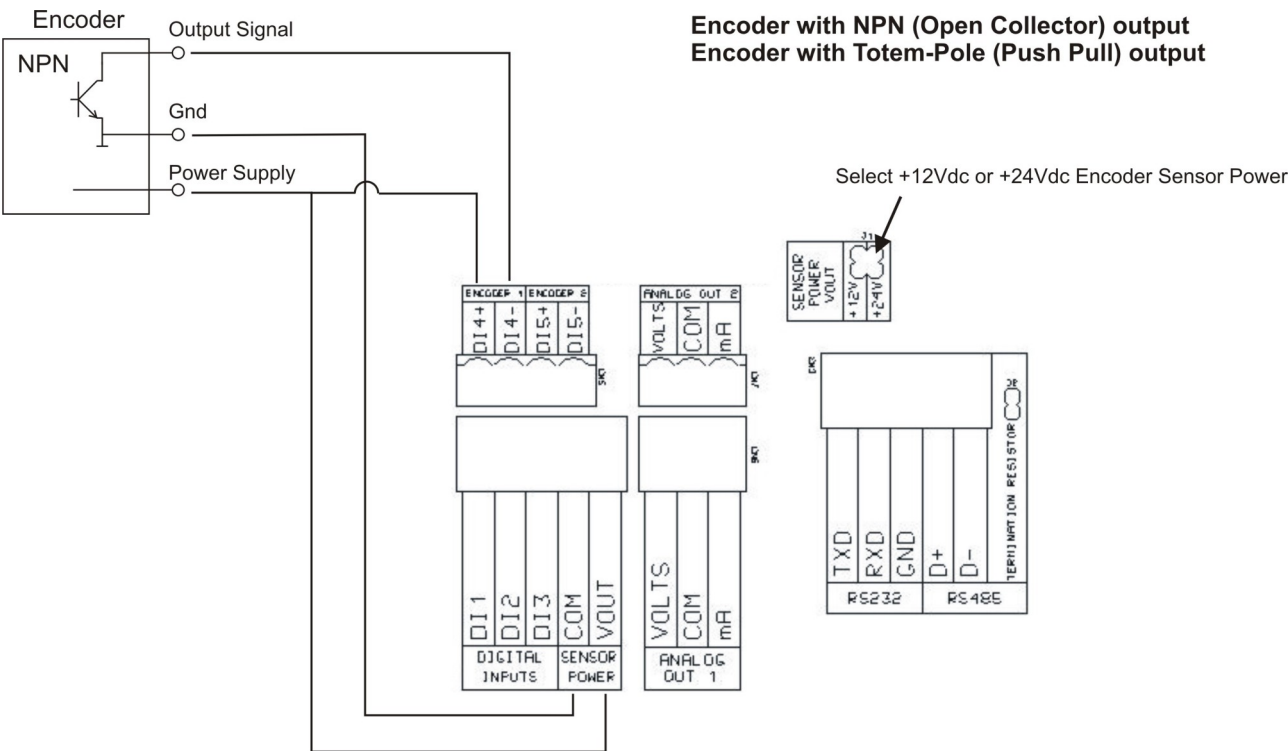 Encoder
Output Signal
Encoder with NPN (Open Collector) output
Encoder with Totem-Pole (Push Pull) output
NPN
Gnd
Power Supply
Select +12Vdc or +24Vdc Encoder Sensor Power
J1
SENSOR
POWER
VOUT
+12V
+24V
ENCODER 1
ENCODER 2
DI4+
DI4-
DI5+
DI5-
ANALOG OUT 2
VOLTS
COM
mA
DI1
DI2
DI3
COM
VOUT
DIGITAL
INPUTS
SENSOR
POWER
VOLTS
COM
mA
ANALOG
OUT 1
TXD
RXD
GND
D+
D-
TERMINATION RESISTOR
RS232
RS485